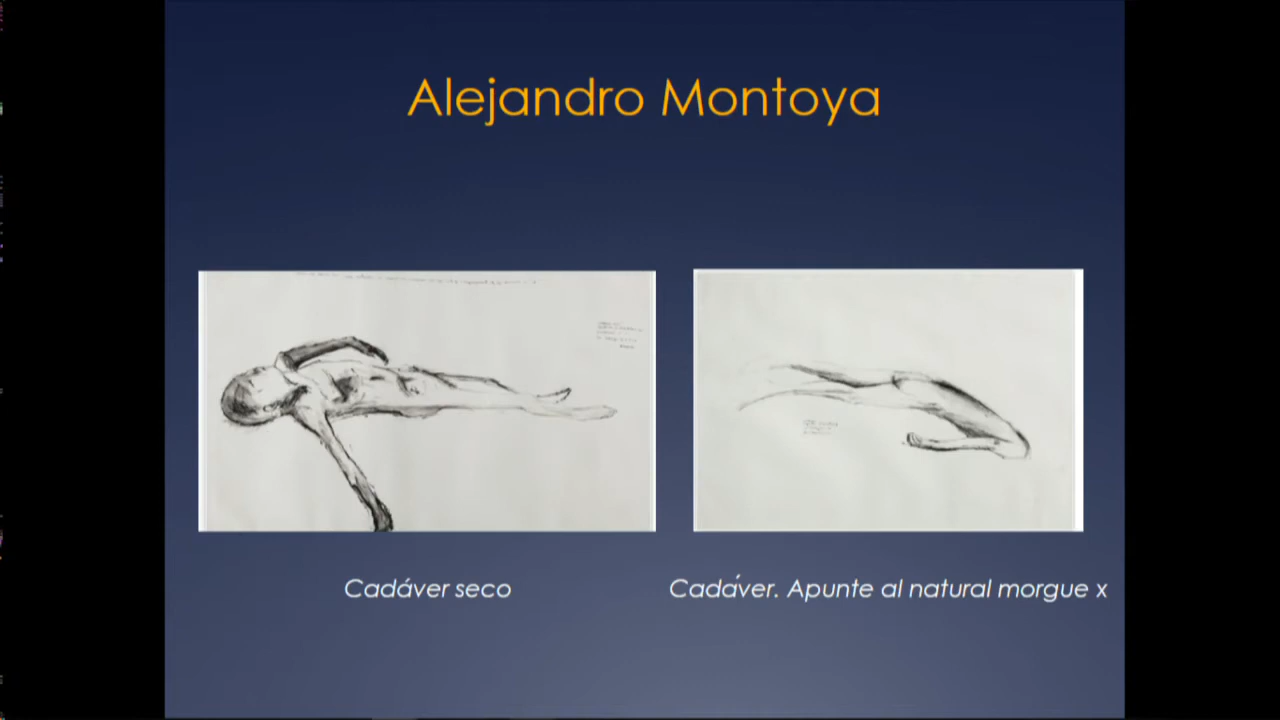 Alejandro Montoya
Cadáver seco
Cadáver. Apunte al natural morgue x